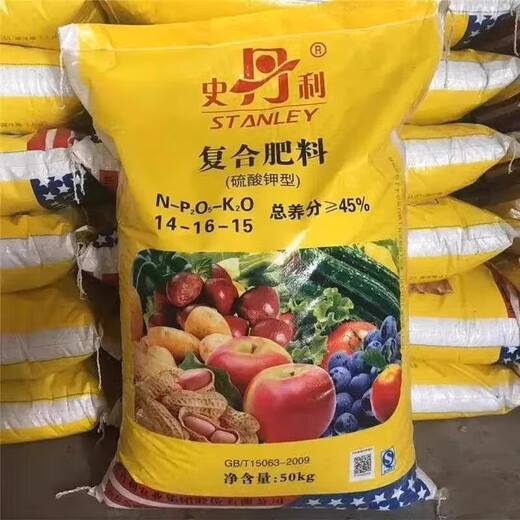 史丹利®
STANLEY
复合肥料
(硫酸钾型)
N-P₂O₅-K₂O
14-16-15
总养分≥45%
GB/T15063-2009
净含量:50kg